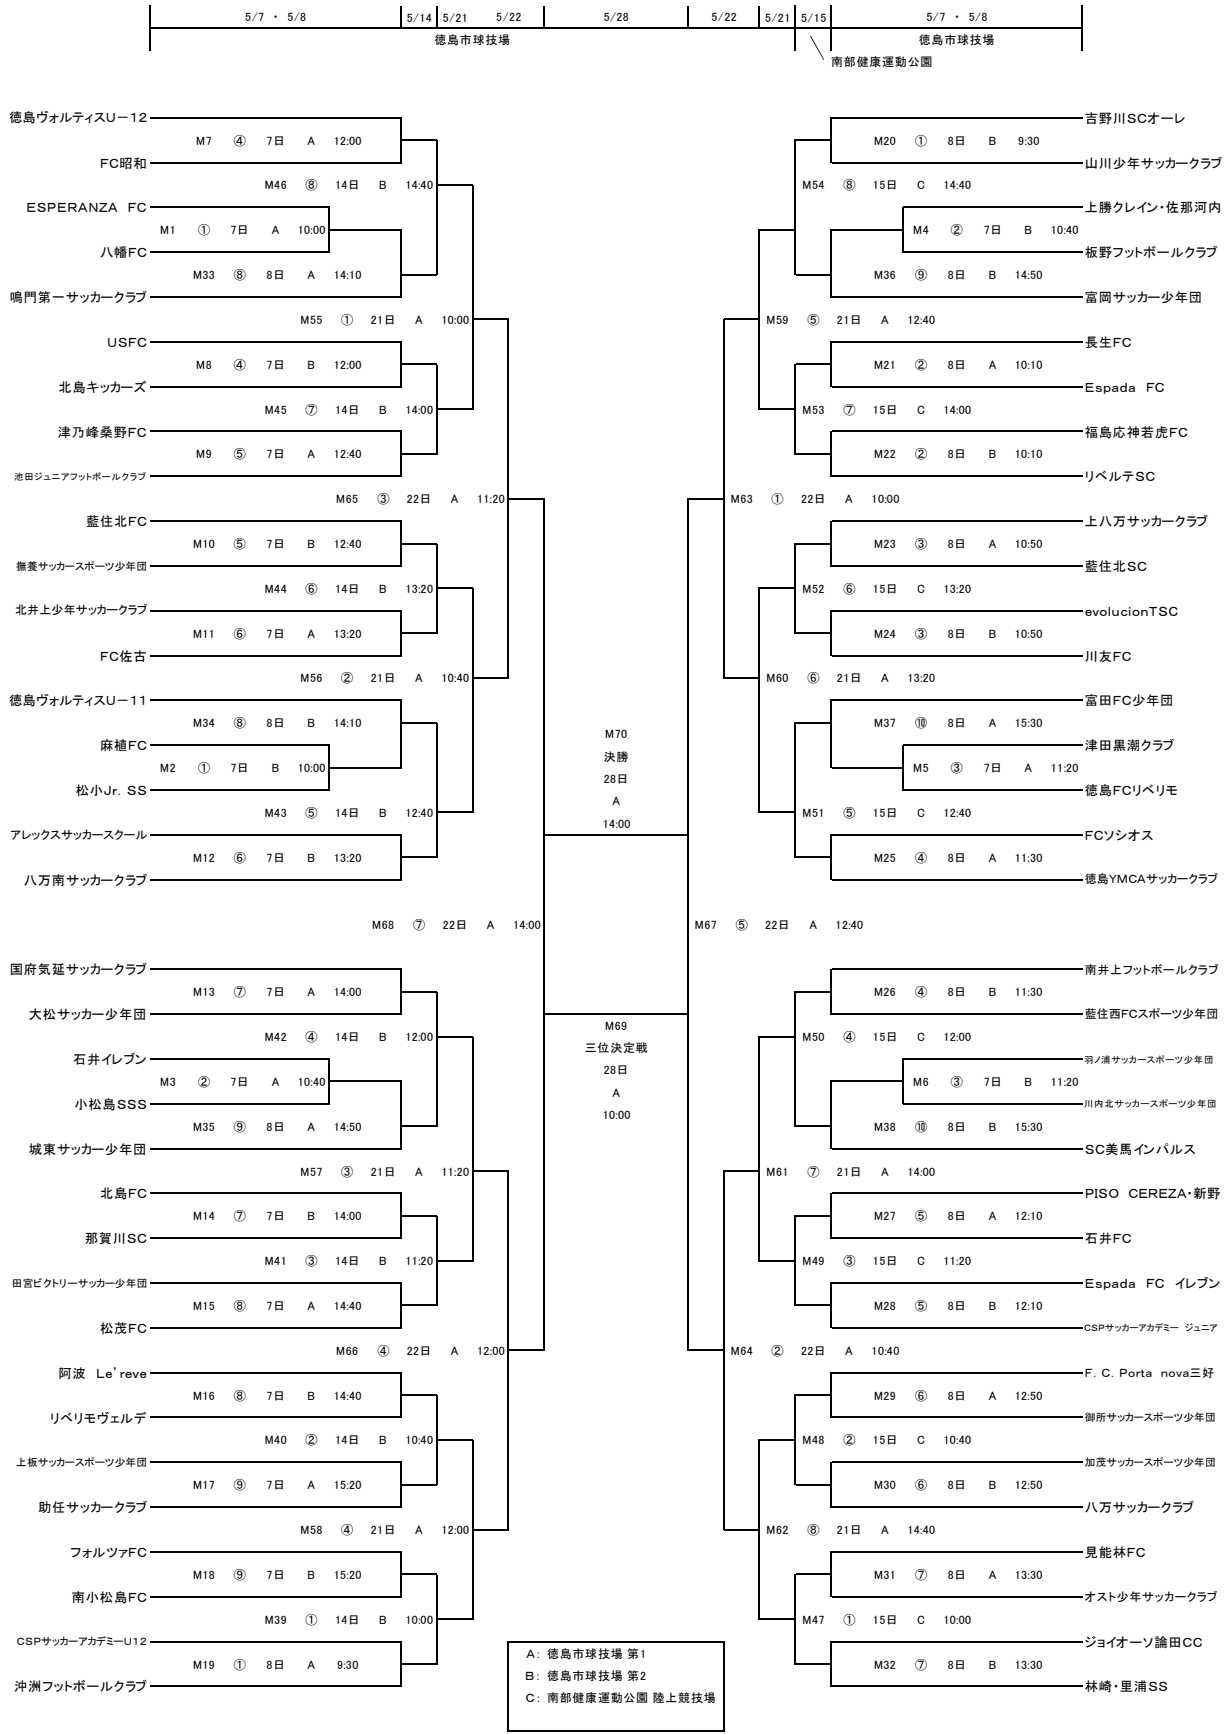 5/7 ・ 5/8 5/14 5/21 5/22 5/28 5/22 5/21 5/15 5/7 ・ 5/8
徳島市球技場 徳島市球技場
南部健康運動公園
徳島ヴォルティスU－12
M7 ④ 7日 A 12:00
FC昭和
M46 ⑧ 14日 B 14:40
ESPERANZA FC
M1 ① 7日 A 10:00
八幡FC
M33 ⑧ 8日 A 14:10
鳴門第一サッカークラブ
M55 ① 21日 A 10:00
USFC
M8 ④ 7日 B 12:00
北島キッカーズ
M45 ⑦ 14日 B 14:00
津乃峰桑野FC
M9 ⑤ 7日 A 12:40
池田ジュニアフットボールクラブ
M65 ③ 22日 A 11:20
藍住北FC
M10 ⑤ 7日 B 12:40
撫養サッカースポーツ少年団
M44 ⑥ 14日 B 13:20
北井上少年サッカークラブ
M11 ⑥ 7日 A 13:20
FC佐古
M56 ② 21日 A 10:40
徳島ヴォルティスU－11
M34 ⑧ 8日 B 14:10
麻植FC
M2 ① 7日 B 10:00
松小Jr. SS
M43 ⑤ 14日 B 12:40
アレックスサッカースクール
M12 ⑥ 7日 B 13:20
八万南サッカークラブ
M68 ⑦ 22日 A 14:00
国府気延サッカークラブ
M13 ⑦ 7日 A 14:00
大松サッカー少年団
M42 ④ 14日 B 12:00
石井イレブン
M3 ② 7日 A 10:40
小松島SSS
M35 ⑨ 8日 A 14:50
城東サッカー少年団
M57 ③ 21日 A 11:20
北島FC
M14 ⑦ 7日 B 14:00
那賀川SC
M41 ③ 14日 B 11:20
田宮ビクトリーサッカー少年団
M15 ⑧ 7日 A 14:40
松茂FC
M66 ④ 22日 A 12:00
阿波 Le'reve
M16 ⑧ 7日 B 14:40
リベリモヴェルデ
M40 ② 14日 B 10:40
上板サッカースポーツ少年団
M17 ⑨ 7日 A 15:20
助任サッカークラブ
M58 ④ 21日 A 12:00
フォルツァFC
M18 ⑨ 7日 B 15:20
南小松島FC
M39 ① 14日 B 10:00
CSPサッカーアカデミーU12
M19 ① 8日 A 9:30
沖洲フットボールクラブ
M70
決勝
28日
A
14:00
M69
三位決定戦
28日
A
10:00
吉野川SCオーレ
M20 ① 8日 B 9:30
山川少年サッカークラブ
M54 ⑧ 15日 C 14:40
上勝クレイン・佐那河内
M4 ② 7日 B 10:40
板野フットボールクラブ
M36 ⑨ 8日 B 14:50
富岡サッカー少年団
M59 ⑤ 21日 A 12:40
長生FC
M21 ② 8日 A 10:10
Espada FC
M53 ⑦ 15日 C 14:00
福島応神若虎FC
M22 ② 8日 B 10:10
リベルテSC
M63 ① 22日 A 10:00
上八万サッカークラブ
M23 ③ 8日 A 10:50
藍住北SC
M52 ⑥ 15日 C 13:20
evolucionTSC
M24 ③ 8日 B 10:50
川友FC
M60 ⑥ 21日 A 13:20
富田FC少年団
M37 ⑩ 8日 A 15:30
津田黒潮クラブ
M5 ③ 7日 A 11:20
徳島FCリベリモ
M51 ⑤ 15日 C 12:40
FCソシオス
M25 ④ 8日 A 11:30
徳島YMCAサッカークラブ
M67 ⑤ 22日 A 12:40
南井上フットボールクラブ
M26 ④ 8日 B 11:30
藍住西FCスポーツ少年団
M50 ④ 15日 C 12:00
羽ノ浦サッカースポーツ少年団
M6 ③ 7日 B 11:20
川内北サッカースポーツ少年団
M38 ⑩ 8日 B 15:30
SC美馬インパルス
M61 ⑦ 21日 A 14:00
PISO CEREZA・新野
M27 ⑤ 8日 A 12:10
石井FC
M49 ③ 15日 C 11:20
Espada FC イレブン
M28 ⑤ 8日 B 12:10
CSPサッカーアカデミー ジュニア
M64 ② 22日 A 10:40
F. C. Porta nova三好
M29 ⑥ 8日 A 12:50
御所サッカースポーツ少年団
M48 ② 15日 C 10:40
加茂サッカースポーツ少年団
M30 ⑥ 8日 B 12:50
八万サッカークラブ
M62 ⑧ 21日 A 14:40
見能林FC
M31 ⑦ 8日 A 13:30
オスト少年サッカークラブ
M47 ① 15日 C 10:00
ジョイオーソ論田CC
M32 ⑦ 8日 B 13:30
林崎・里浦SS
A: 徳島市球技場 第1
B: 徳島市球技場 第2
C: 南部健康運動公園 陸上競技場